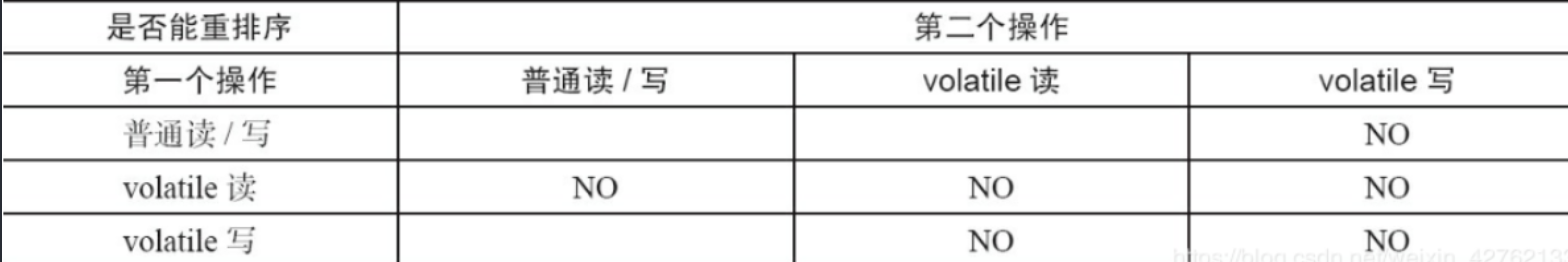 是否能重排序 第二个操作
第一个操作 普通读 / 写 volatile 读 volatile 写
普通读 / 写 NO
volatile 读 NO NO NO
volatile 写 NO NO
https://blog.csdn.net/weixin_42762133